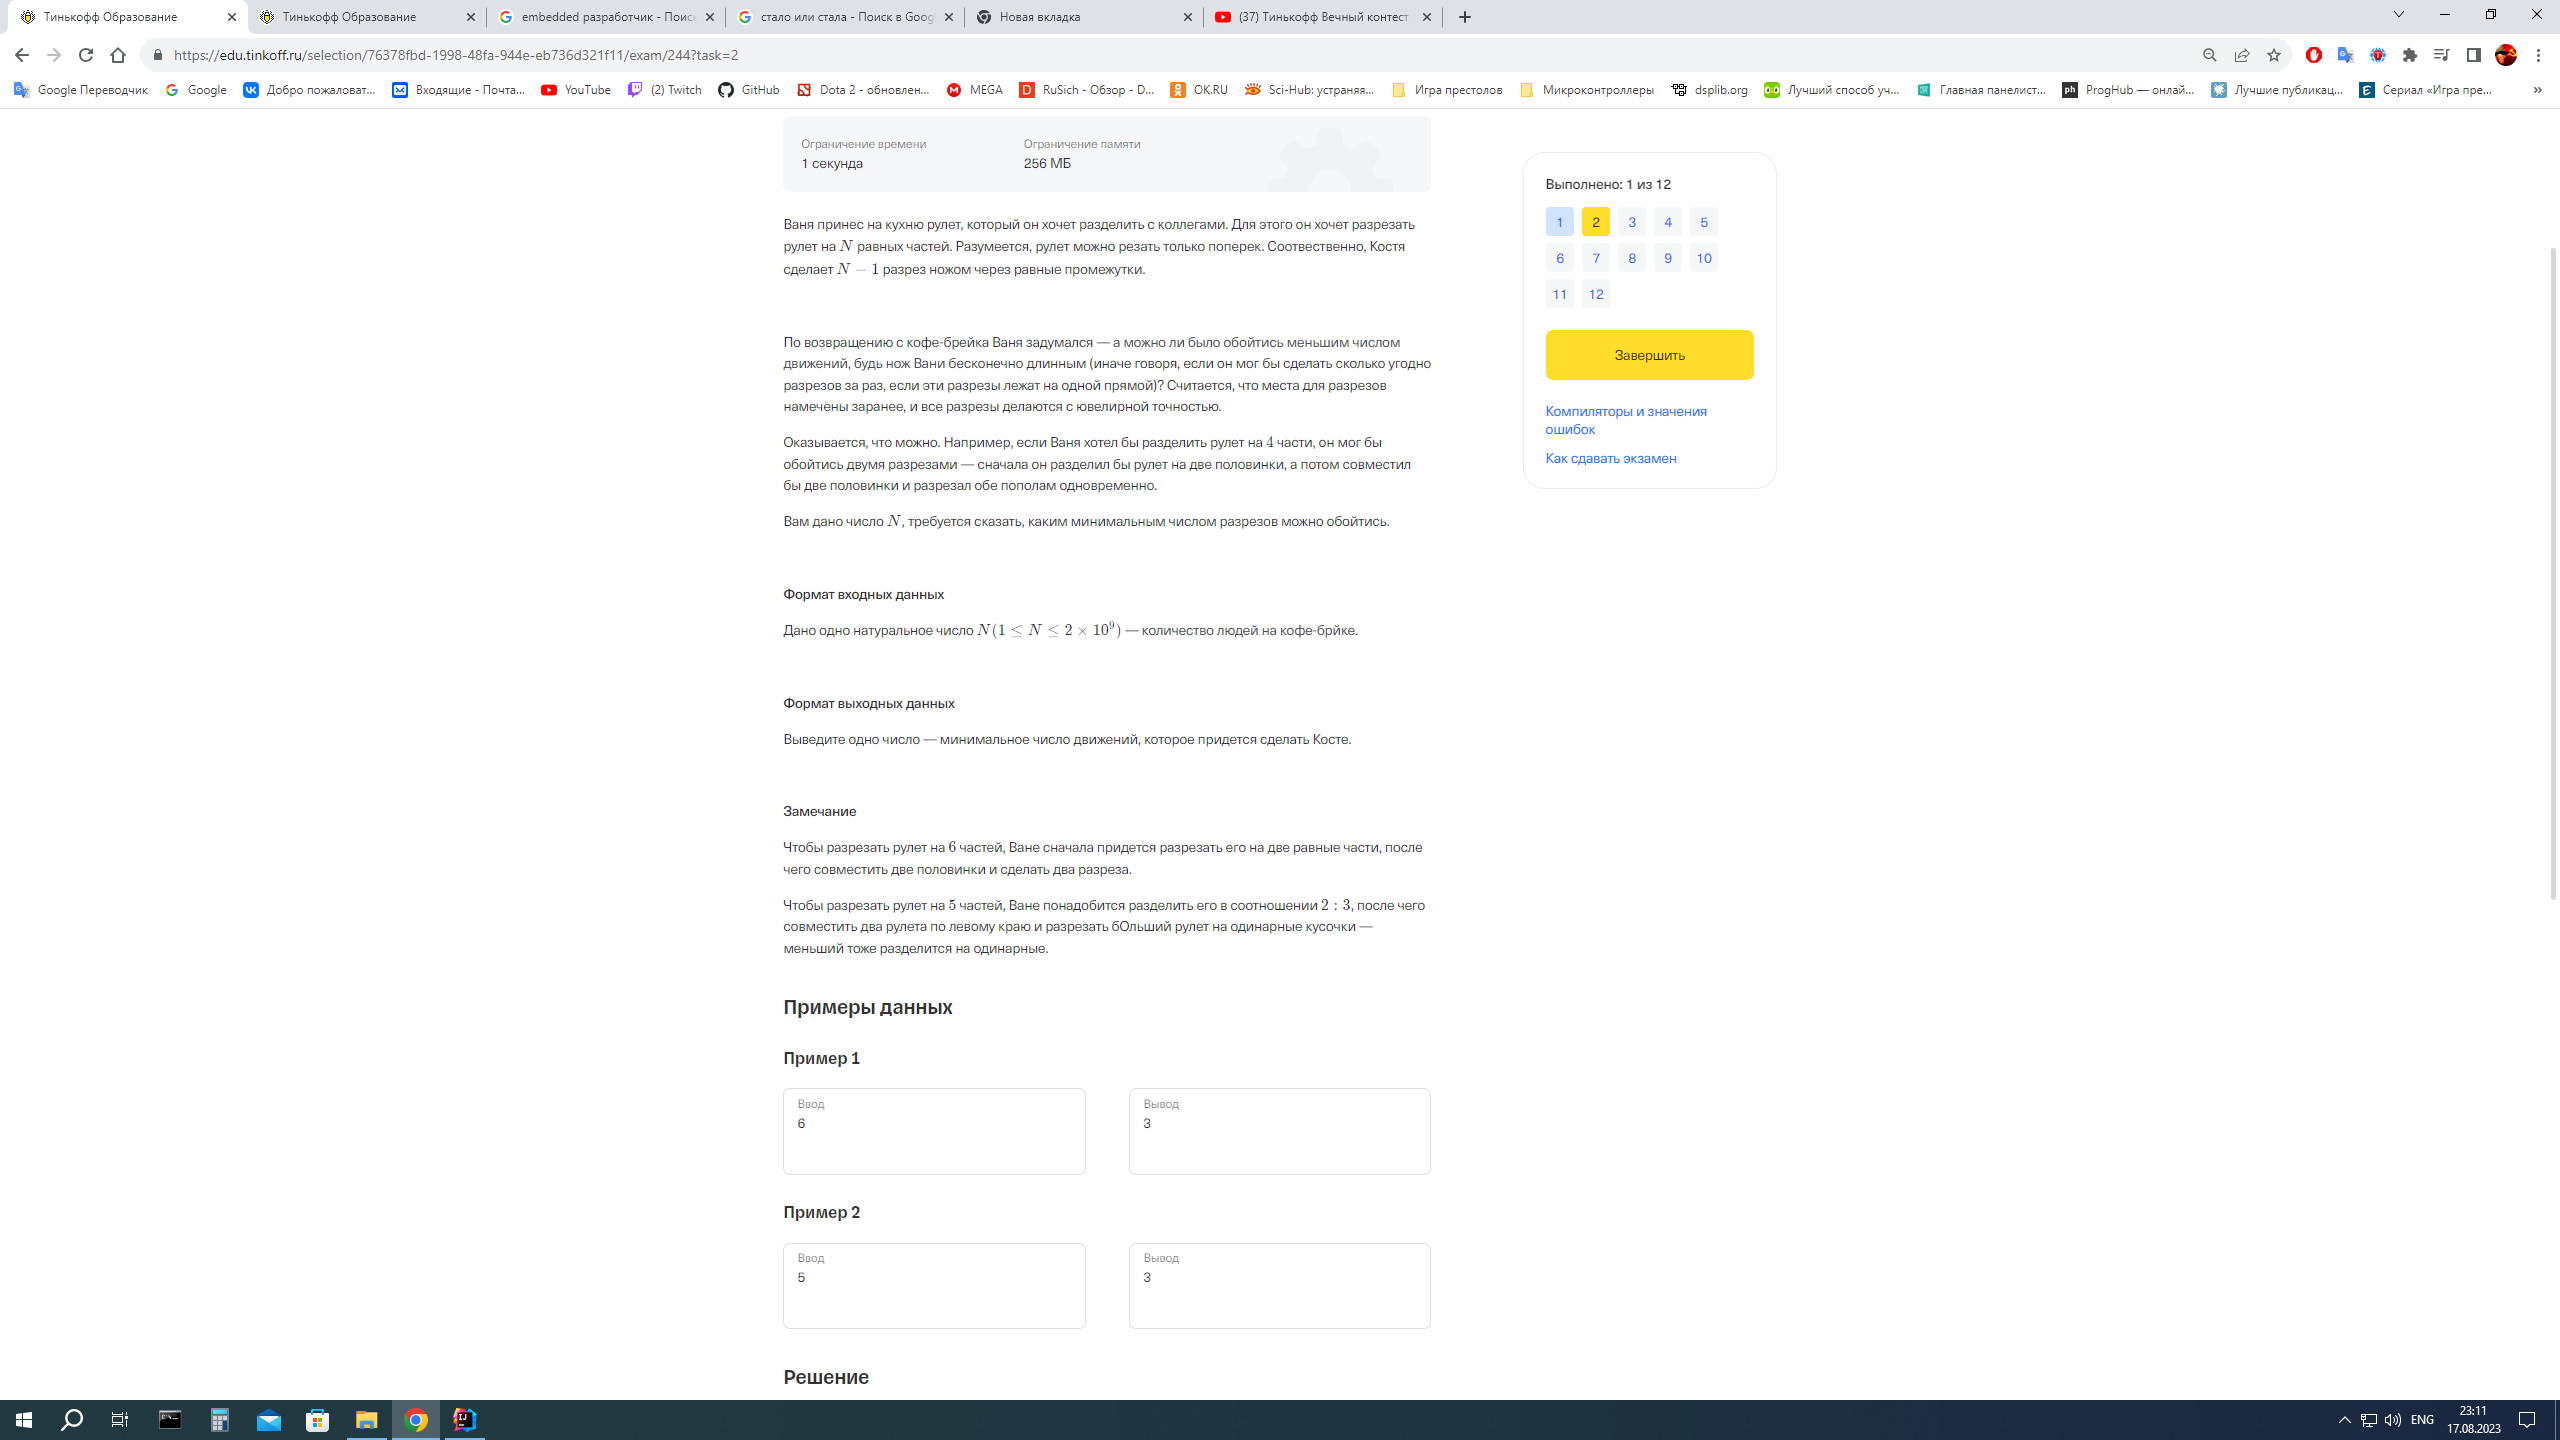 Тинькофф Образование
Тинькофф Образование
embedded разработчик - Поиск
стало или стала - Поиск в Goog
Новая вкладка
(37) Тинькофф Вечный контест
https://edu.tinkoff.ru/selection/76378fbd-1998-48fa-944e-eb736d321f11/exam/244?task=2
Google Переводчик
Google
Добро пожаловат...
Входящие - Почта...
YouTube
(2) Twitch
GitHub
Dota 2 - обновлен...
MEGA
RuSich - Обзор - D...
OK.RU
Sci-Hub: устраняя...
Игра престолов
Микроконтроллеры
dsplib.org
Лучший способ уч...
Главная панелист...
ProgHub — онлай...
Лучшие публикац...
Сериал «Игра пре...
Ограничение времени
1 секунда
Ограничение памяти
256 МБ
Ваня принес на кухню рулет, который он хочет разделить с коллегами. Для этого он хочет разрезать
рулет на N равных частей. Разумеется, рулет можно резать только поперек. Соотвественно, Костя
сделает N − 1 разрез ножом через равные промежутки.
По возвращению с кофе-брейка Ваня задумался — а можно ли было обойтись меньшим числом
движений, будь нож Вани бесконечно длинным (иначе говоря, если он мог бы сделать сколько угодно
разрезов за раз, если эти разрезы лежат на одной прямой)? Считается, что места для разрезов
намечены заранее, и все разрезы делаются с ювелирной точностью.
Оказывается, что можно. Например, если Ваня хотел бы разделить рулет на 4 части, он мог бы
обойтись двумя разрезами — сначала он разделил бы рулет на две половинки, а потом совместил
бы две половинки и разрезал обе пополам одновременно.
Вам дано число N, требуется сказать, каким минимальным числом разрезов можно обойтись.
Формат входных данных
Дано одно натуральное число N(1 ≤ N ≤ 2 × 10⁹) — количество людей на кофе-брйке.
Формат выходных данных
Выведите одно число — минимальное число движений, которое придется сделать Косте.
Замечание
Чтобы разрезать рулет на 6 частей, Ване сначала придется разрезать его на две равные части, после
чего совместить две половинки и сделать два разреза.
Чтобы разрезать рулет на 5 частей, Ване понадобится разделить его в соотношении 2 : 3, после чего
совместить два рулета по левому краю и разрезать бОльший рулет на одинарные кусочки —
меньший тоже разделится на одинарные.
Примеры данных
Пример 1
Ввод
6
Вывод
3
Пример 2
Ввод
5
Вывод
3
Решение
Выполнено: 1 из 12
1 2 3 4 5
6 7 8 9 10
11 12
Завершить
Компиляторы и значения
ошибок
Как сдавать экзамен
ENG
23:11
17.08.2023